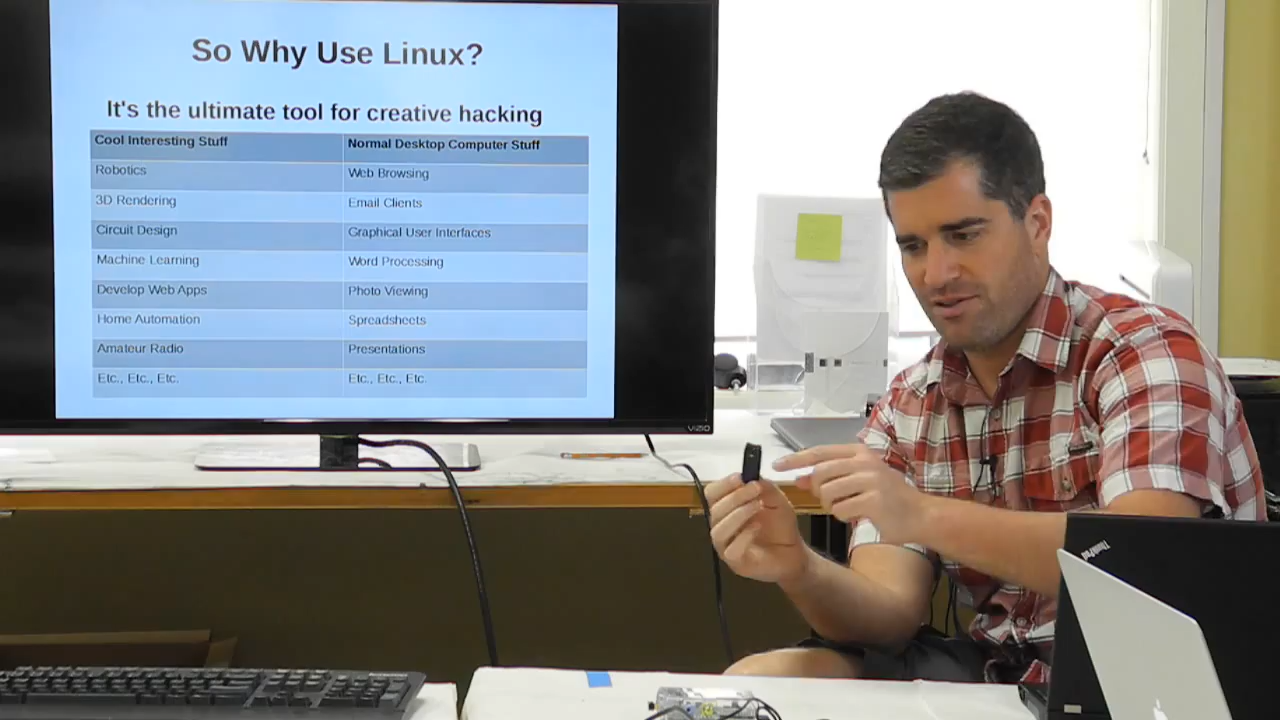 So Why Use Linux?
It's the ultimate tool for creative hacking
Cool Interesting Stuff Normal Desktop Computer Stuff
Robotics Web Browsing
3D Rendering Email Clients
Circuit Design Graphical User Interfaces
Machine Learning Word Processing
Develop Web Apps Photo Viewing
Home Automation Spreadsheets
Amateur Radio Presentations
Etc., Etc., Etc. Etc., Etc., Etc.
VIZIO
ThinkPad